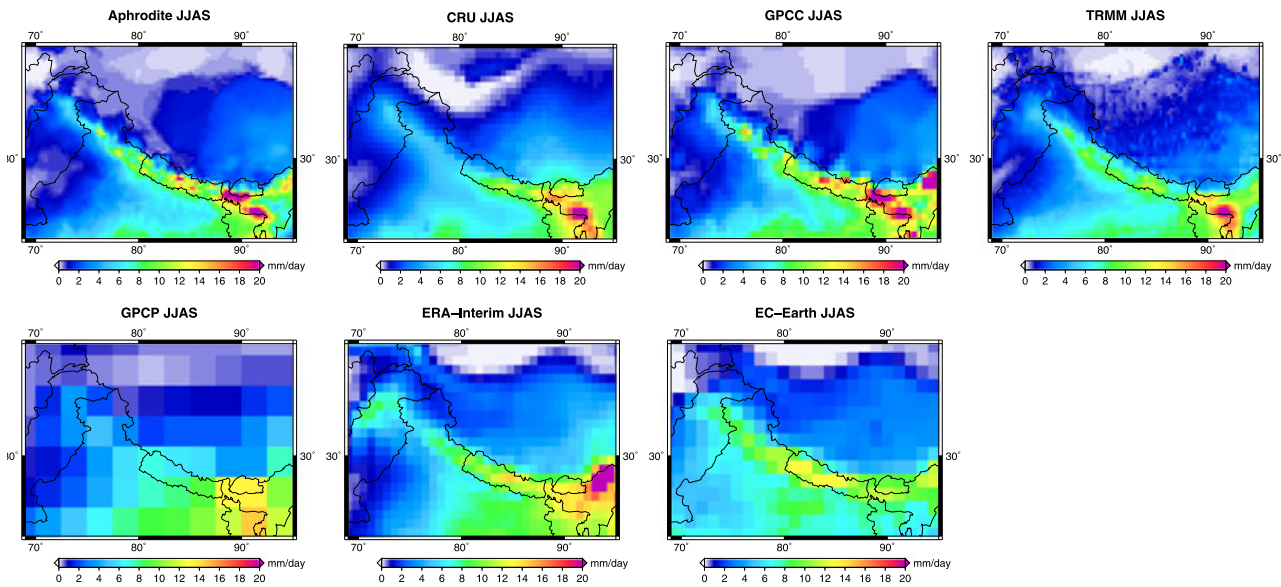 Aphrodite JJAS
CRU JJAS
GPCC JJAS
TRMM JJAS
70˚ 80˚ 90˚
70˚ 80˚ 90˚
70˚ 80˚ 90˚
70˚ 80˚ 90˚
30˚
30˚ 30˚
30˚ 30˚
30˚ 30˚
70˚ 80˚ 90˚
70˚ 80˚ 90˚
70˚ 80˚ 90˚
70˚ 80˚ 90˚
mm/day
mm/day
mm/day
mm/day
0 2 4 6 8 10 12 14 16 18 20
0 2 4 6 8 10 12 14 16 18 20
0 2 4 6 8 10 12 14 16 18 20
0 2 4 6 8 10 12 14 16 18 20
GPCP JJAS
ERA–Interim JJAS
EC–Earth JJAS
70˚ 80˚ 90˚
70˚ 80˚ 90˚
70˚ 80˚ 90˚
30˚
30˚ 30˚
30˚ 30˚
70˚ 80˚ 90˚
70˚ 80˚ 90˚
70˚ 80˚ 90˚
mm/day
mm/day
mm/day
0 2 4 6 8 10 12 14 16 18 20
0 2 4 6 8 10 12 14 16 18 20
0 2 4 6 8 10 12 14 16 18 20